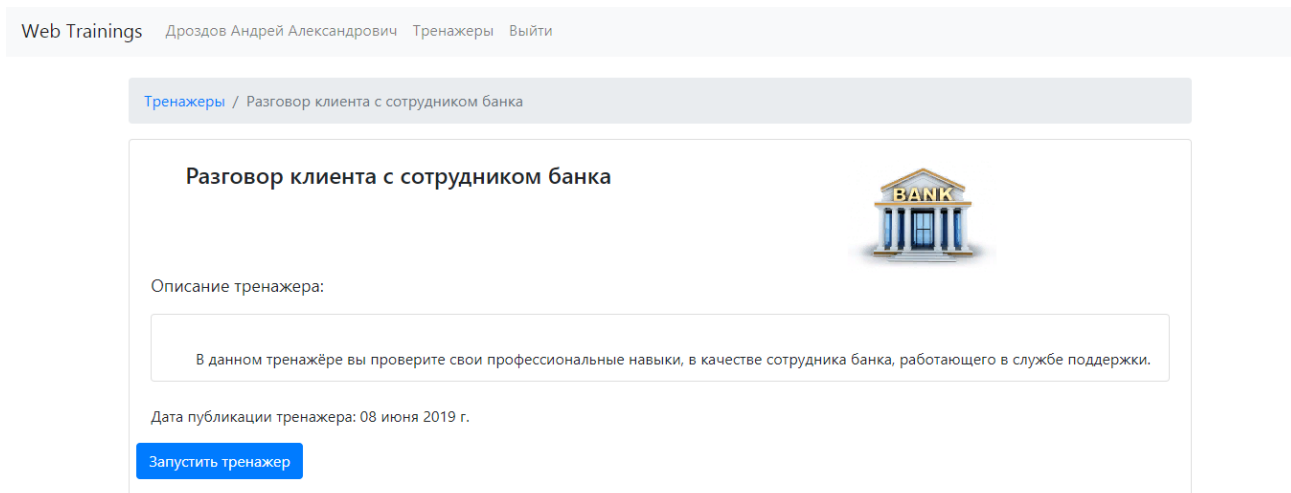 Web Trainings Дроздов Андрей Александрович Тренажеры Выйти
Тренажеры / Разговор клиента с сотрудником банка
Разговор клиента с сотрудником банка
BANK
Описание тренажера:
В данном тренажёре вы проверите свои профессиональные навыки, в качестве сотрудника банка, работающего в службе поддержки.
Дата публикации тренажера: 08 июня 2019 г.
Запустить тренажер